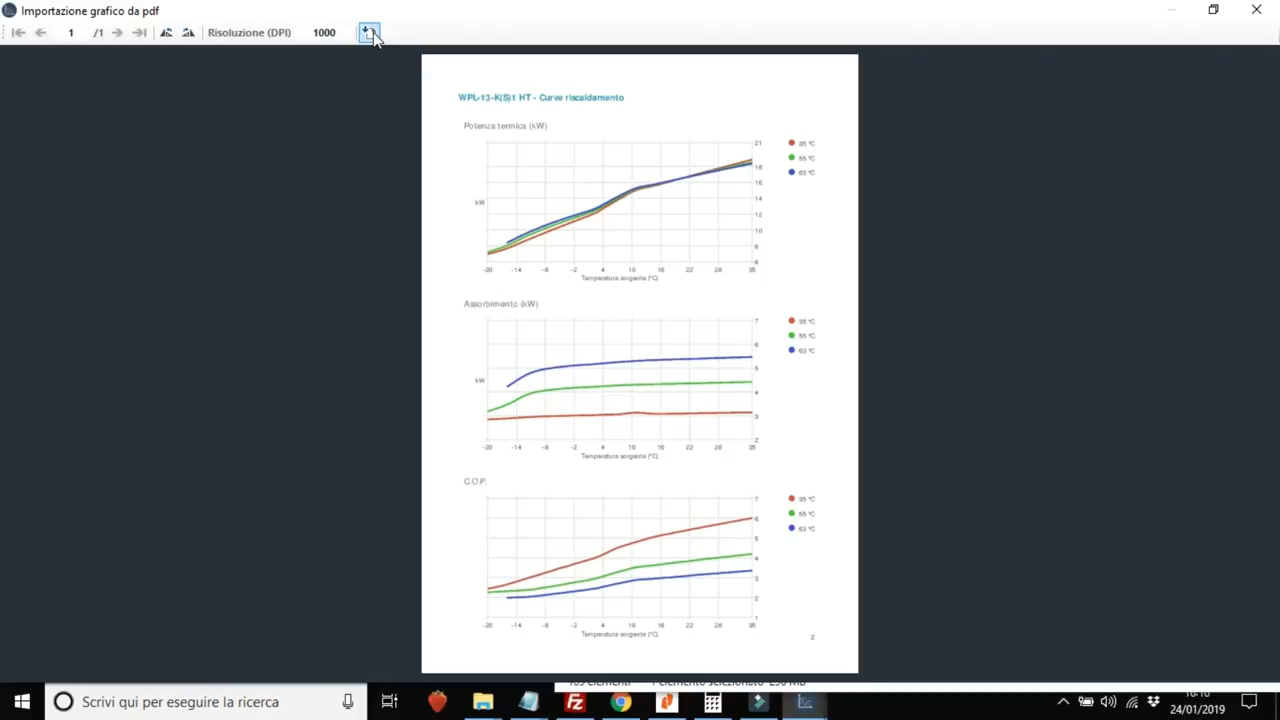 Importazione grafico da pdf
1 /1 Risoluzione (DPI) 1000
WPL-13-K(S)1 HT - Curve riscaldamento
Potenza termica (kW)
21
18
16
14
12
10
8
6
kW
-20 -14 -8 -2 4 10 16 22 28 35
Temperatura sorgente (°C)
35 °C
55 °C
63 °C
Assorbimento (kW)
7
6
5
4
3
2
kW
-20 -14 -8 -2 4 10 16 22 28 35
Temperatura sorgente (°C)
35 °C
55 °C
63 °C
C.O.P.
7
6
5
4
3
2
1
-20 -14 -8 -2 4 10 16 22 28 35
Temperatura sorgente (°C)
35 °C
55 °C
63 °C
2
Scrivi qui per eseguire la ricerca
24/01/2019